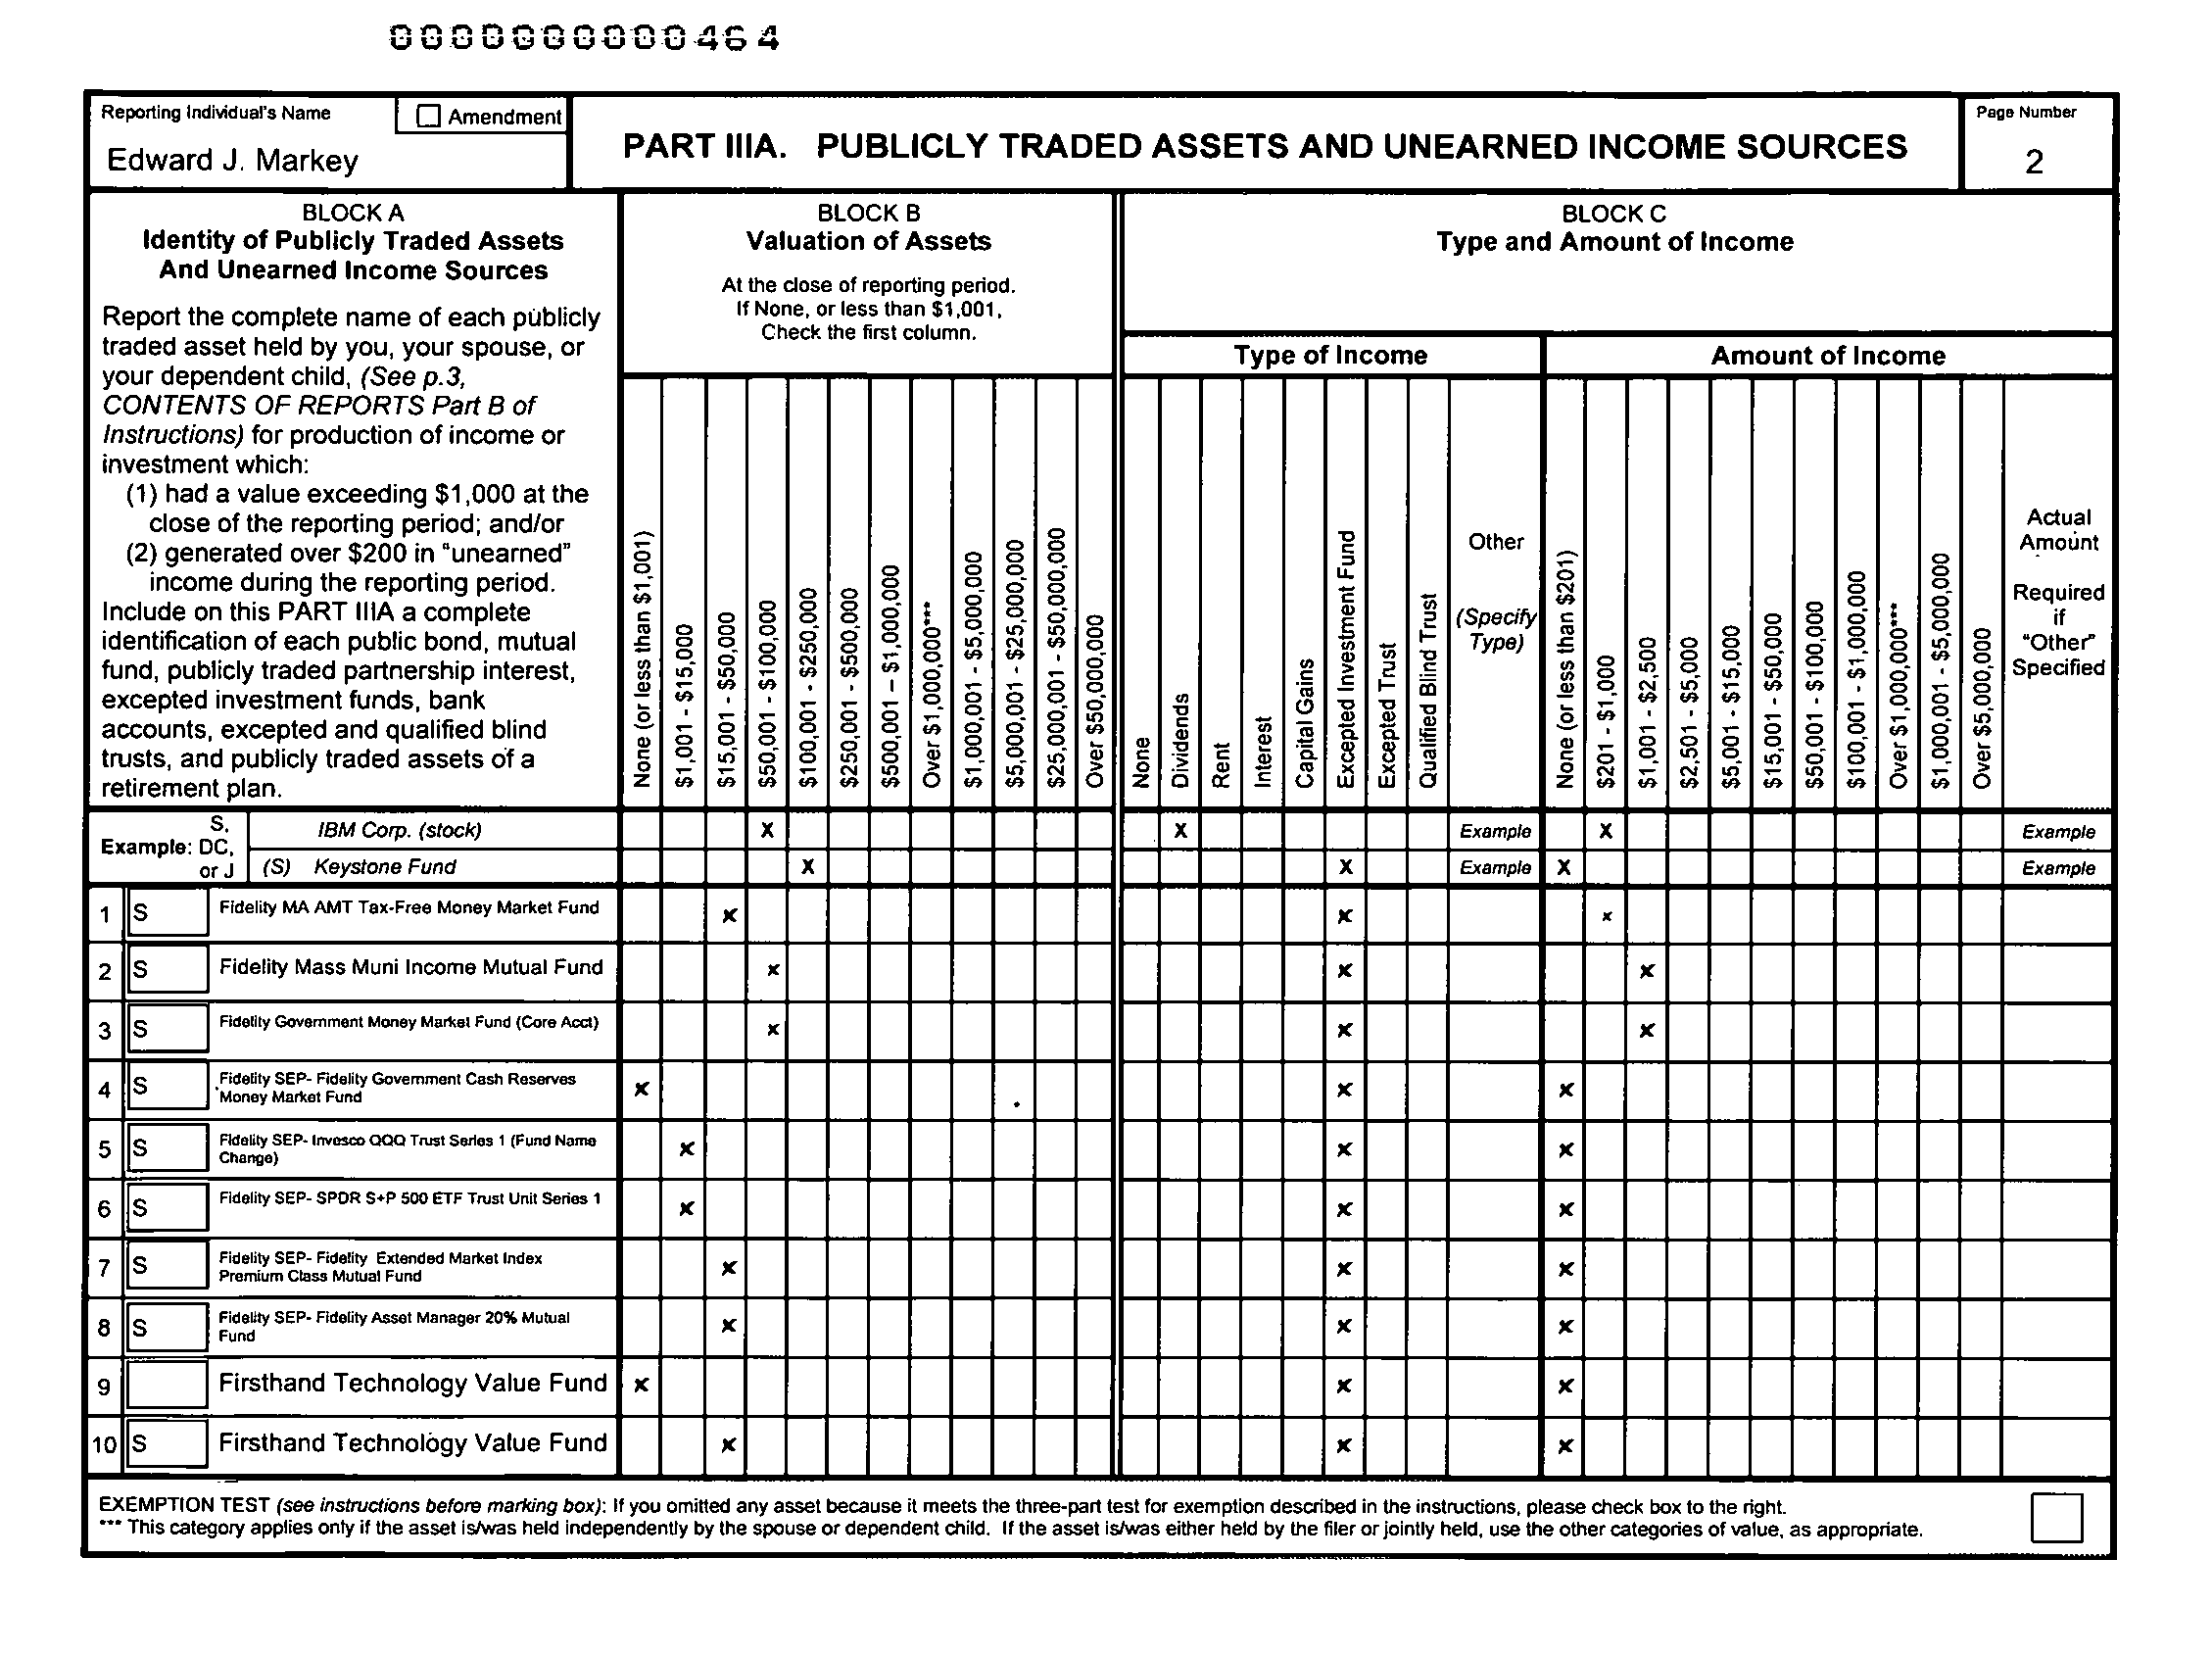 0000000000464
Reporting Individual's Name
Amendment
Edward J. Markey
PART IIIA. PUBLICLY TRADED ASSETS AND UNEARNED INCOME SOURCES
Page Number
2
BLOCK A
Identity of Publicly Traded Assets
And Unearned Income Sources
Report the complete name of each publicly
traded asset held by you, your spouse, or
your dependent child, (See p.3,
CONTENTS OF REPORTS Part B of
Instructions) for production of income or
investment which:
(1) had a value exceeding $1,000 at the
close of the reporting period; and/or
(2) generated over $200 in "unearned"
income during the reporting period.
Include on this PART IIIA a complete
identification of each public bond, mutual
fund, publicly traded partnership interest,
excepted investment funds, bank
accounts, excepted and qualified blind
trusts, and publicly traded assets of a
retirement plan.
BLOCK B
Valuation of Assets
At the close of reporting period.
If None, or less than $1,001,
Check the first column.
None (or less than $1,001)
$1,001 - $15,000
$15,001 - $50,000
$50,001 - $100,000
$100,001 - $250,000
$250,001 - $500,000
$500,001 – $1,000,000
Over $1,000,000***
$1,000,001 - $5,000,000
$5,000,001 - $25,000,000
$25,000,001 - $50,000,000
Over $50,000,000
BLOCK C
Type and Amount of Income
Type of Income
None
Dividends
Rent
Interest
Capital Gains
Excepted Investment Fund
Excepted Trust
Qualified Blind Trust
Other
(Specify
Type)
Amount of Income
None (or less than $201)
$201 - $1,000
$1,001 - $2,500
$2,501 - $5,000
$5,001 - $15,000
$15,001 - $50,000
$50,001 - $100,000
$100,001 - $1,000,000
Over $1,000,000***
$1,000,001 - $5,000,000
Over $5,000,000
Actual
Amount
Required
if
"Other"
Specified
Example: S,
DC,
or J
IBM Corp. (stock) X X Example X Example
(S) Keystone Fund X X Example X Example
1 S Fidelity MA AMT Tax-Free Money Market Fund x x x
2 S Fidelity Mass Muni Income Mutual Fund x x x
3 S Fidelity Government Money Market Fund (Core Acct) x x x
4 S Fidelity SEP- Fidelity Government Cash Reserves
Money Market Fund x x x
5 S Fidelity SEP- Invesco QQQ Trust Series 1 (Fund Name
Change) x x x
6 S Fidelity SEP- SPDR S+P 500 ETF Trust Unit Series 1 x x x
7 S Fidelity SEP- Fidelity Extended Market Index
Premium Class Mutual Fund x x x
8 S Fidelity SEP- Fidelity Asset Manager 20% Mutual
Fund x x x
9 Firsthand Technology Value Fund x x x
10 S Firsthand Technology Value Fund x x x
EXEMPTION TEST (see instructions before marking box): If you omitted any asset because it meets the three-part test for exemption described in the instructions, please check box to the right.
*** This category applies only if the asset is/was held independently by the spouse or dependent child. If the asset is/was either held by the filer or jointly held, use the other categories of value, as appropriate.